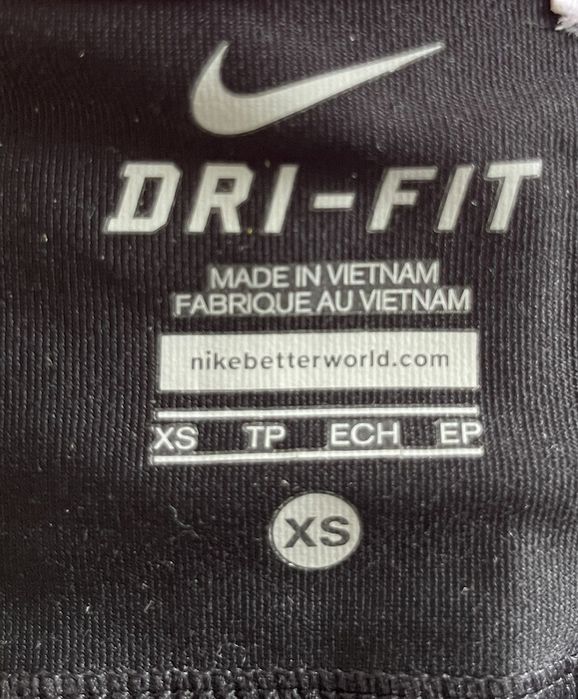 DRI-FIT
MADE IN VIETNAM
FABRIQUE AU VIETNAM
nikebetterworld.com
XS TP ECH EP
XS